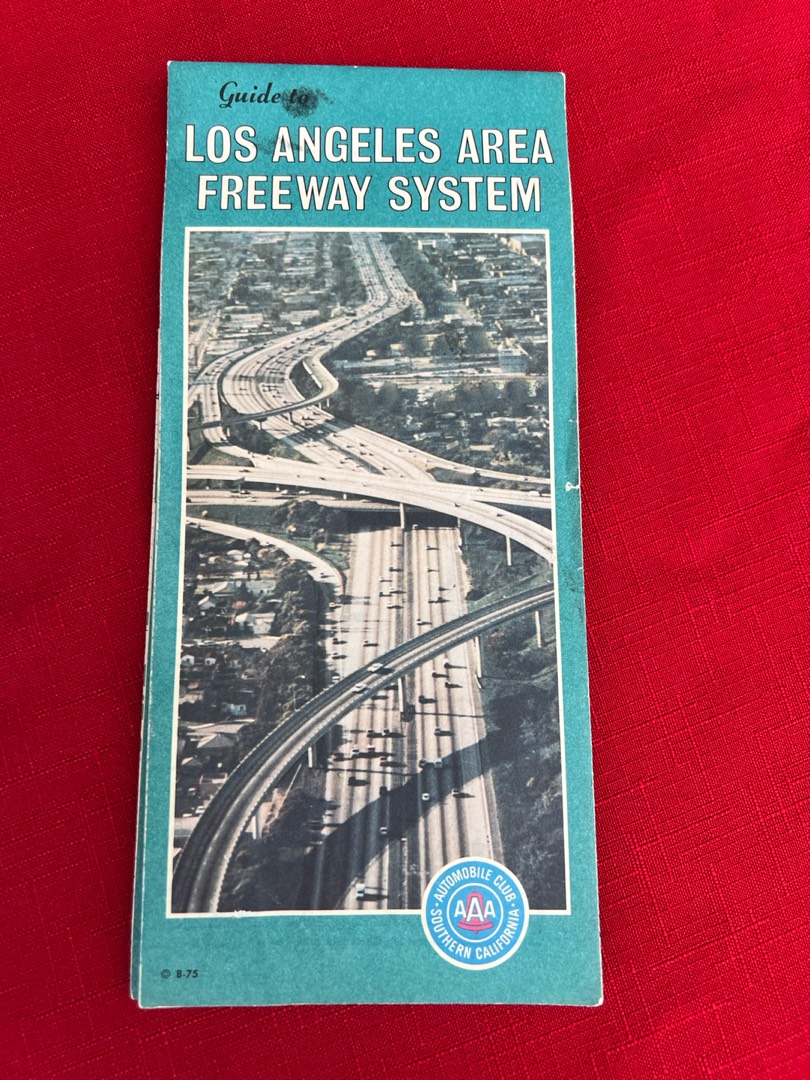 Guide to
LOS ANGELES AREA
FREEWAY SYSTEM
AUTOMOBILE CLUB
AAA
SOUTHERN CALIFORNIA
© 8-75